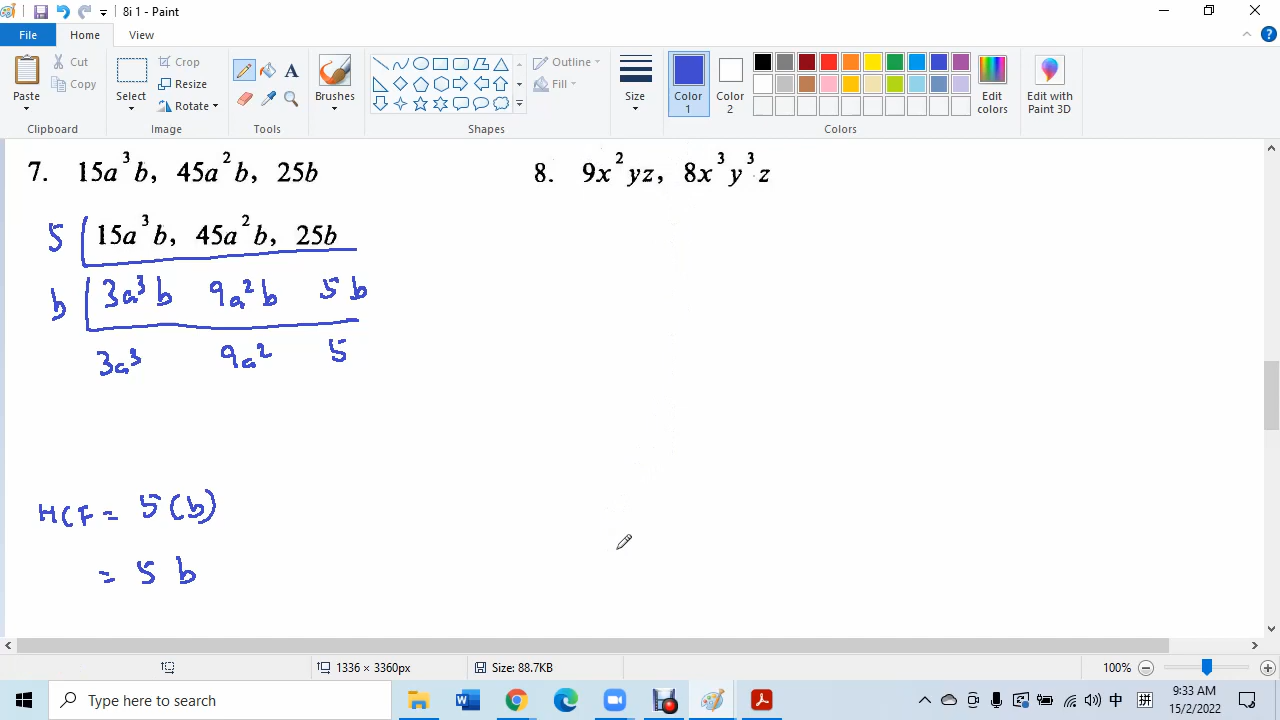 8i 1 - Paint
File Home View
Paste Cut Copy Clipboard
Select Crop Resize Rotate Image
A Tools
Brushes
Outline Fill Shapes
Size
Color 1 Color 2 Edit colors Colors
Edit with Paint 3D
7. 15a³b, 45a²b, 25b
5 15a³b, 45a²b, 25b
b 3a³b 9a²b 5b
3a³ 9a² 5
HCF = 5(b)
= 5 b
8. 9x²yz, 8x³y³z
1336 × 3360px Size: 88.7KB 100%
Type here to search
中 拼 9:33 AM
15/2/2022